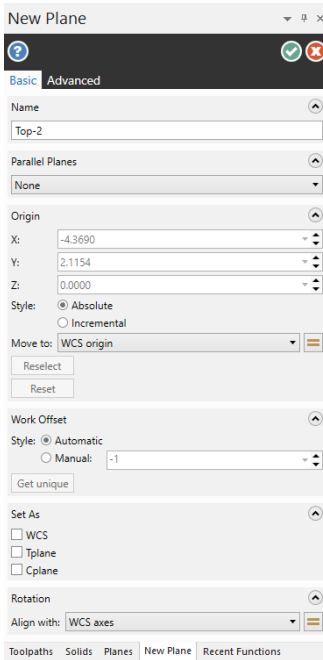 New Plane
Basic Advanced
Name
Top-2
Parallel Planes
None
Origin
X: -4.3690
Y: 2.1154
Z: 0.0000
Style: Absolute
Incremental
Move to: WCS origin
Reselect
Reset
Work Offset
Style: Automatic
Manual: -1
Get unique
Set As
WCS
Tplane
Cplane
Rotation
Align with: WCS axes
Toolpaths Solids Planes New Plane Recent Functions